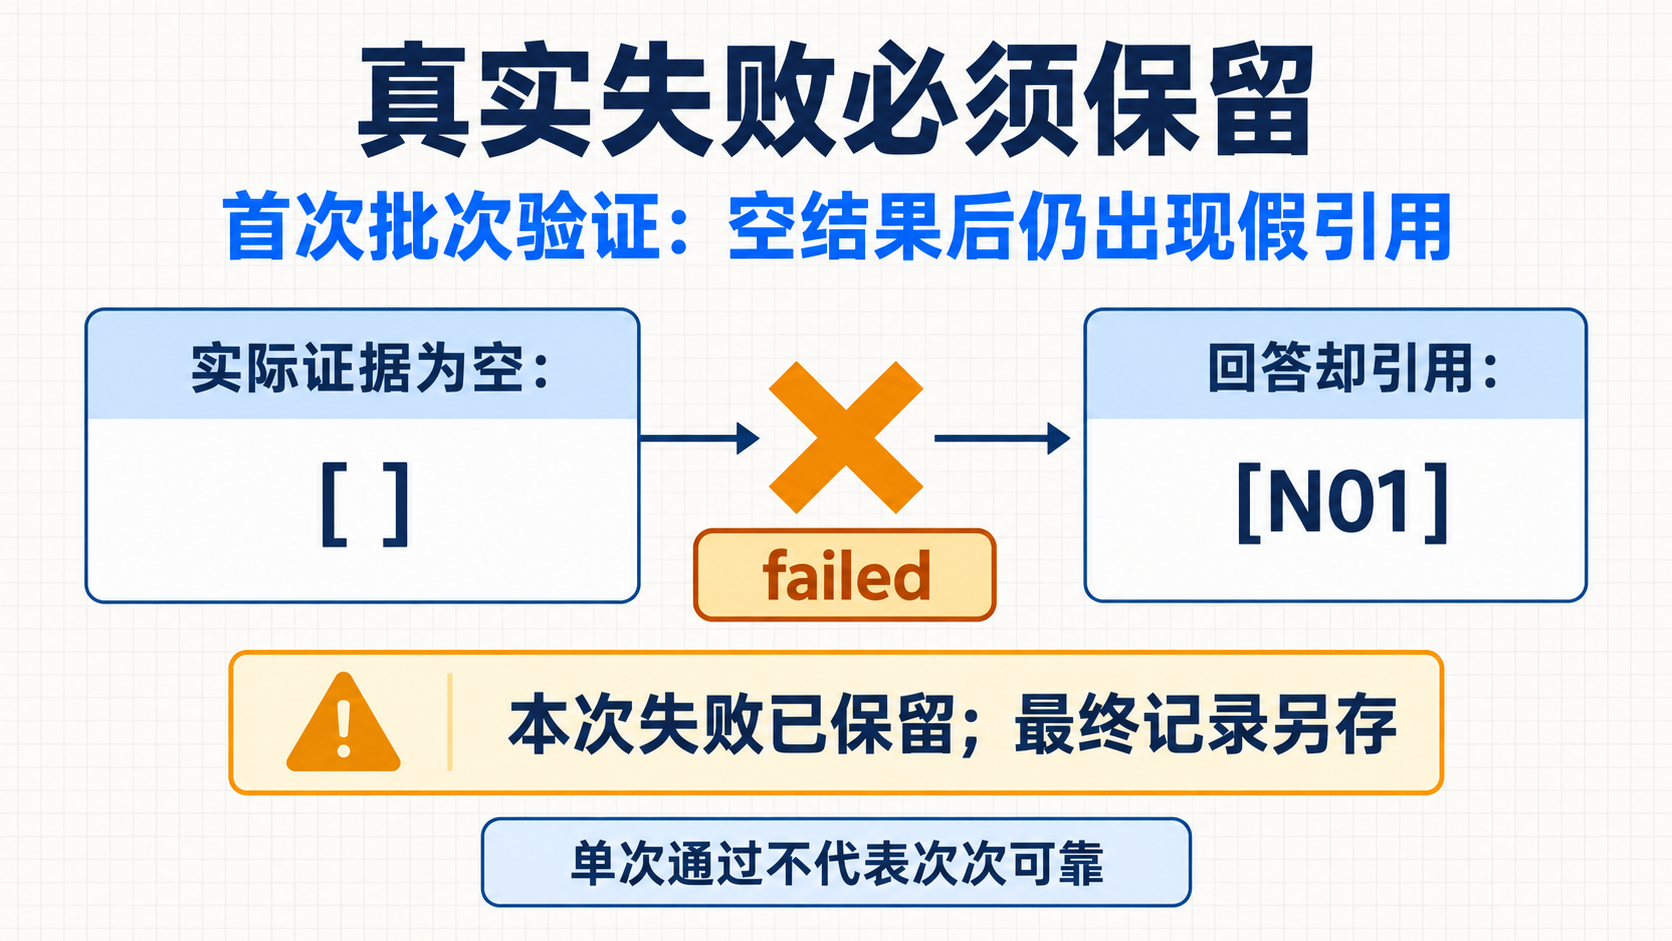 真实失败必须保留
首次批次验证：空结果后仍出现假引用
实际证据为空：
[ ]
failed
回答却引用：
[N01]
本次失败已保留；最终记录另存
单次通过不代表次次可靠